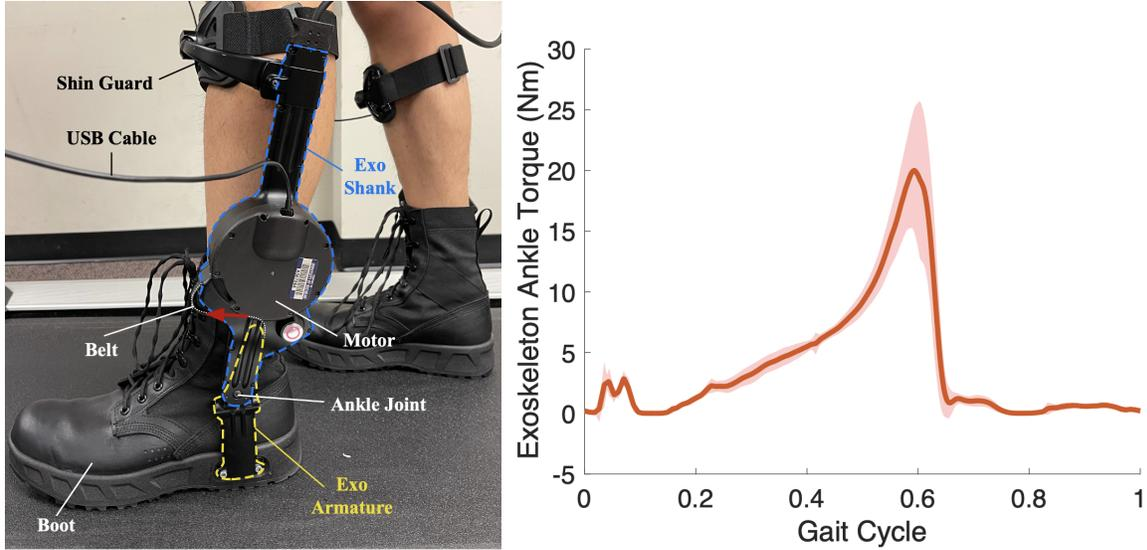 Shin Guard
USB Cable
Exo
Shank
Belt
Motor
Ankle Joint
Exo
Armature
Boot
Exoskeleton Ankle Torque (Nm)
30
25
20
15
10
5
0
-5
0
0.2
0.4
0.6
0.8
1
Gait Cycle